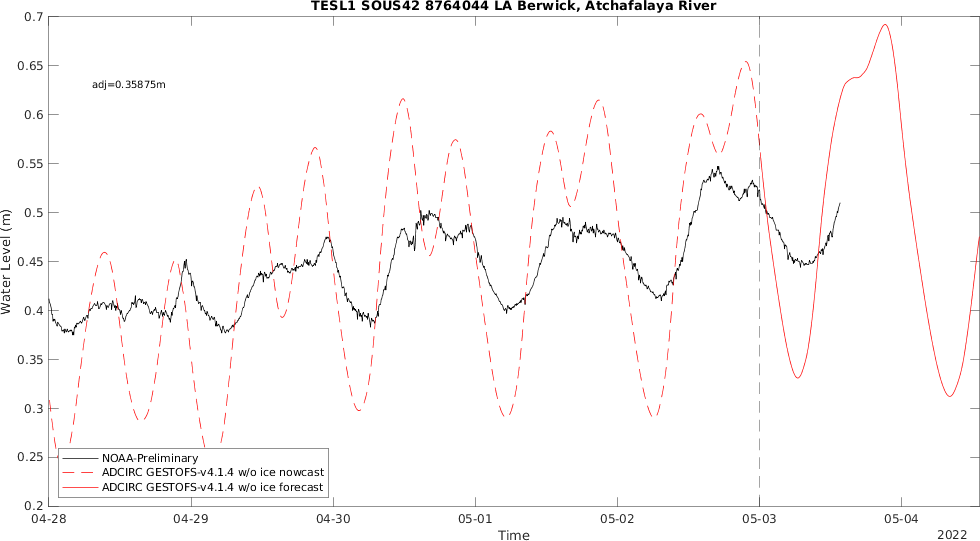 TESL1 SOUS42 8764044 LA Berwick, Atchafalaya River
0.7
0.65
0.6
0.55
0.5
0.45
0.4
0.35
0.3
0.25
0.2
Water Level (m)
adj=0.35875m
NOAA-Preliminary
ADCIRC GESTOFS-v4.1.4 w/o ice nowcast
ADCIRC GESTOFS-v4.1.4 w/o ice forecast
04-28 04-29 04-30 05-01 05-02 05-03 05-04
Time
2022